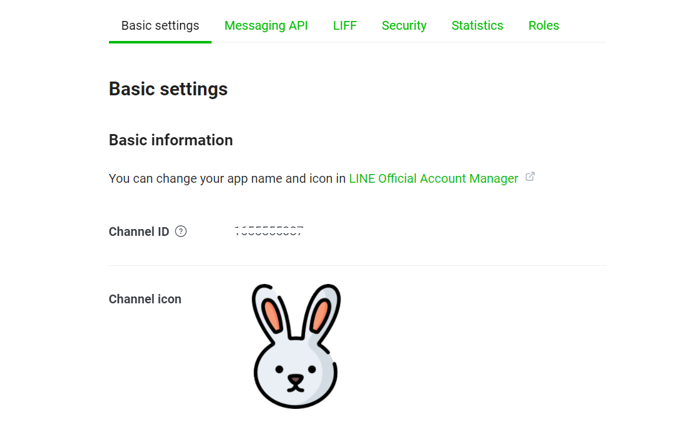 Basic settings Messaging API LIFF Security Statistics Roles
Basic settings
Basic information
You can change your app name and icon in LINE Official Account Manager
Channel ID ?
Channel icon